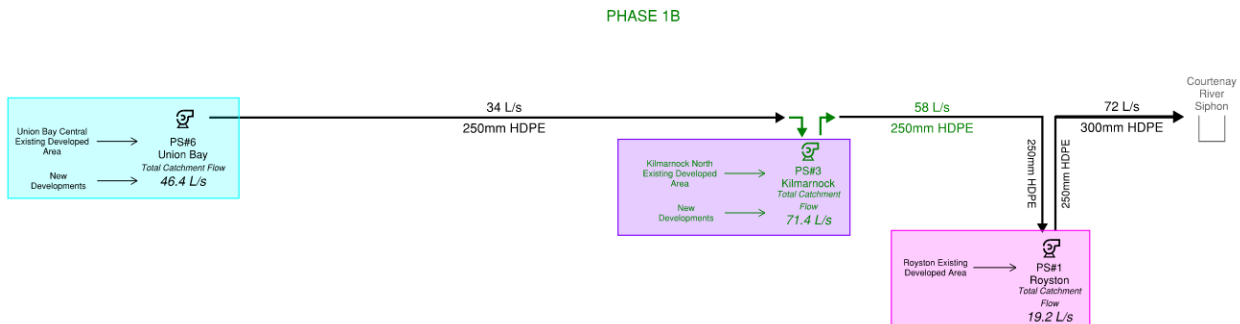 PHASE 1B
Union Bay Central
Existing Developed
Area
New
Developments
PS#6
Union Bay
Total Catchment Flow
46.4 L/s
34 L/s
250mm HDPE
Kilmarnock North
Existing Developed
Area
New
Developments
PS#3
Kilmarnock
Total Catchment
Flow
71.4 L/s
58 L/s
250mm HDPE
250mm HDPE
250mm HDPE
Royston Existing
Developed Area
PS#1
Royston
Total Catchment
Flow
19.2 L/s
72 L/s
300mm HDPE
Courtenay
River
Siphon